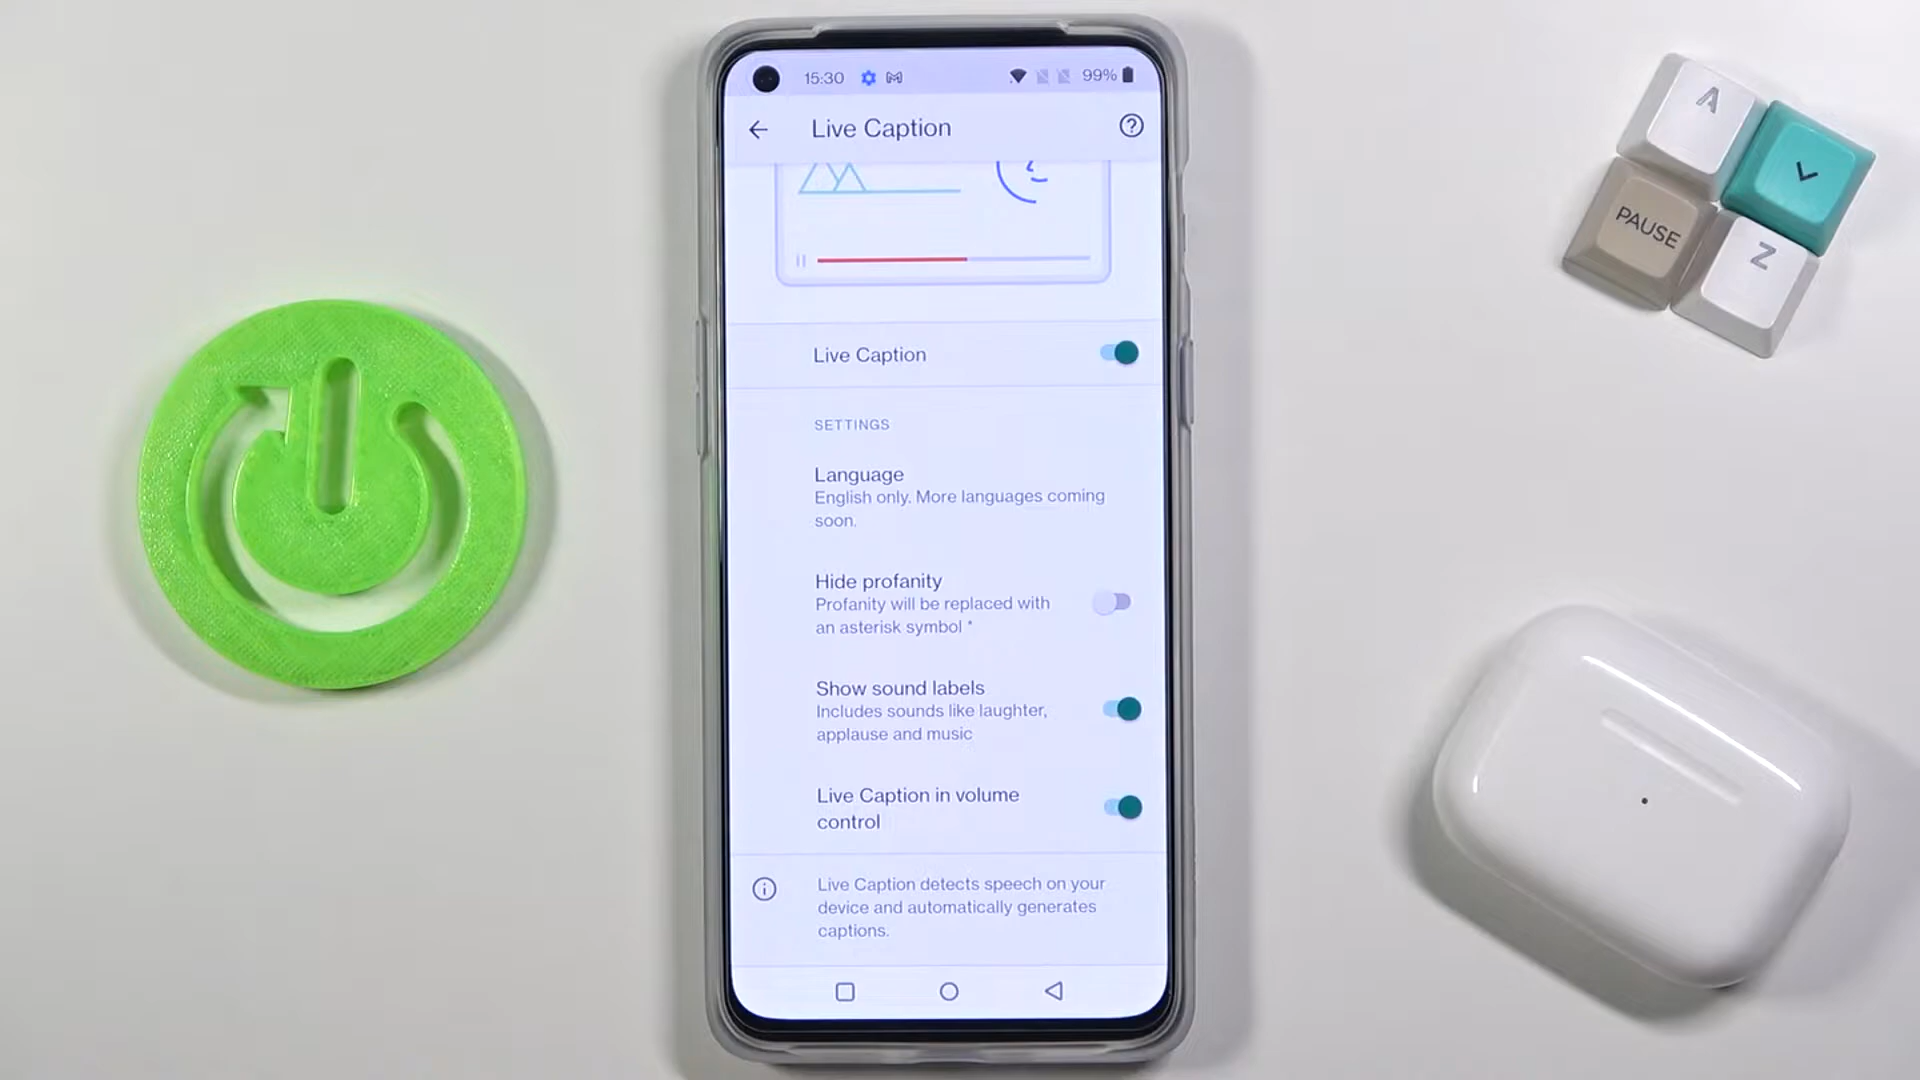 15:30
99%
Live Caption
Live Caption
SETTINGS
Language
English only. More languages coming
soon.
Hide profanity
Profanity will be replaced with
an asterisk symbol *
Show sound labels
Includes sounds like laughter,
applause and music
Live Caption in volume
control
Live Caption detects speech on your
device and automatically generates
captions.
A
PAUSE
Z